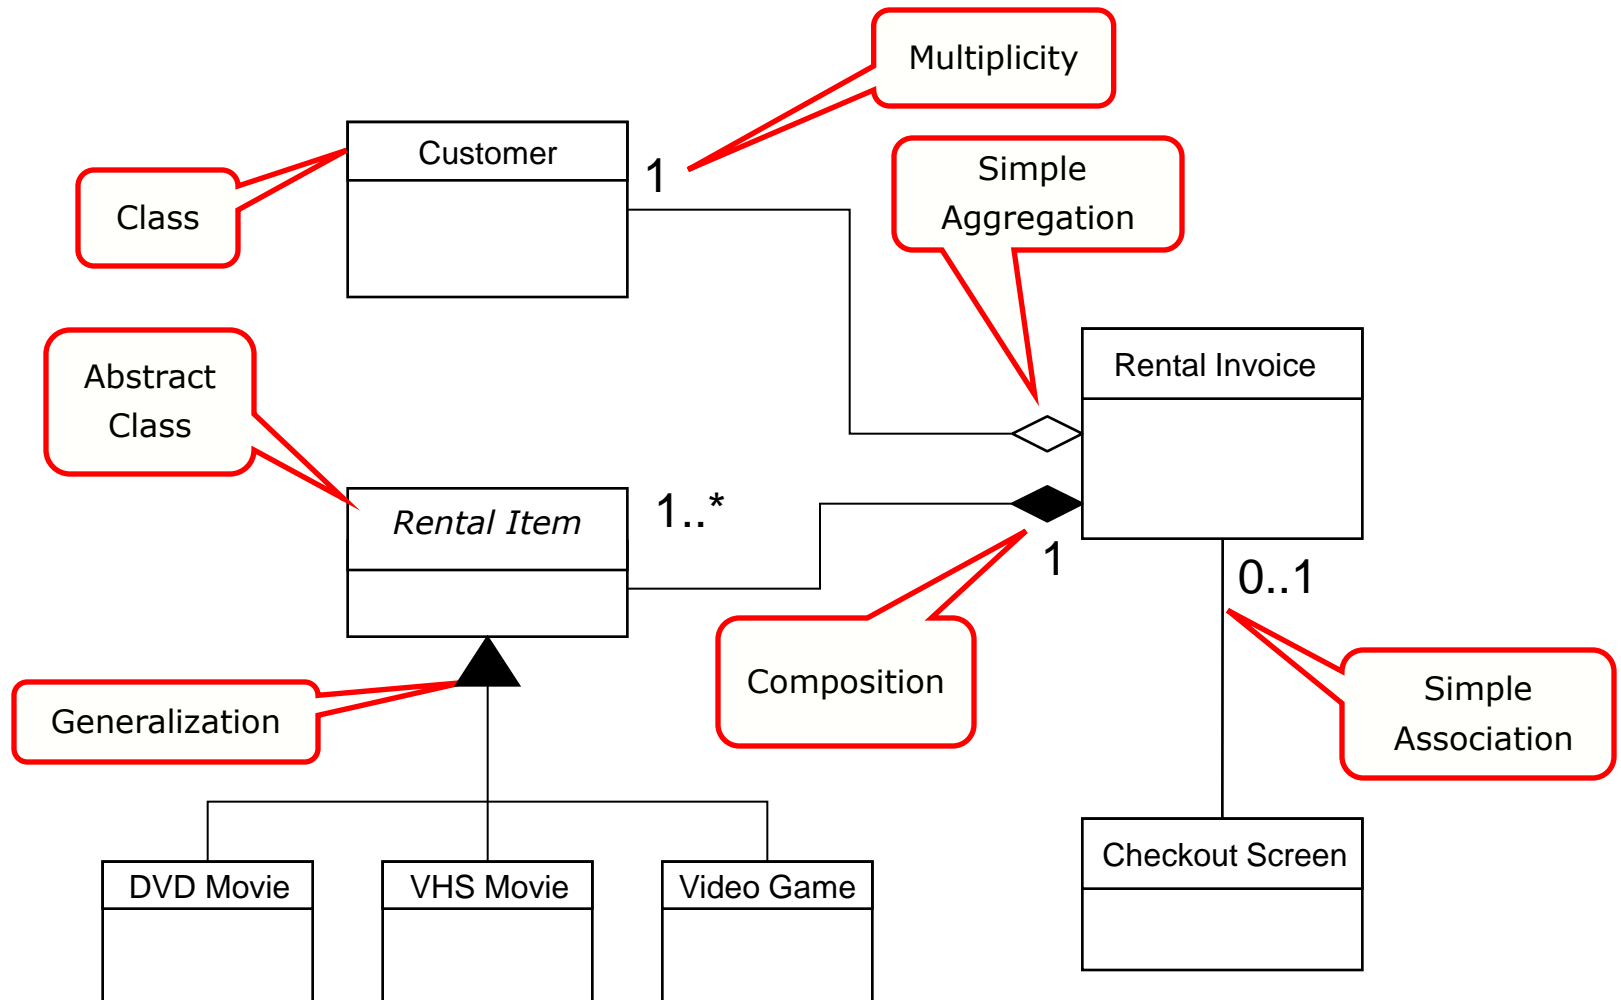 Multiplicity
Customer
1
Simple
Aggregation
Class
Abstract
Class
Rental Invoice
Rental Item
1..*
1
0..1
Composition
Simple
Association
Generalization
Checkout Screen
DVD Movie
VHS Movie
Video Game